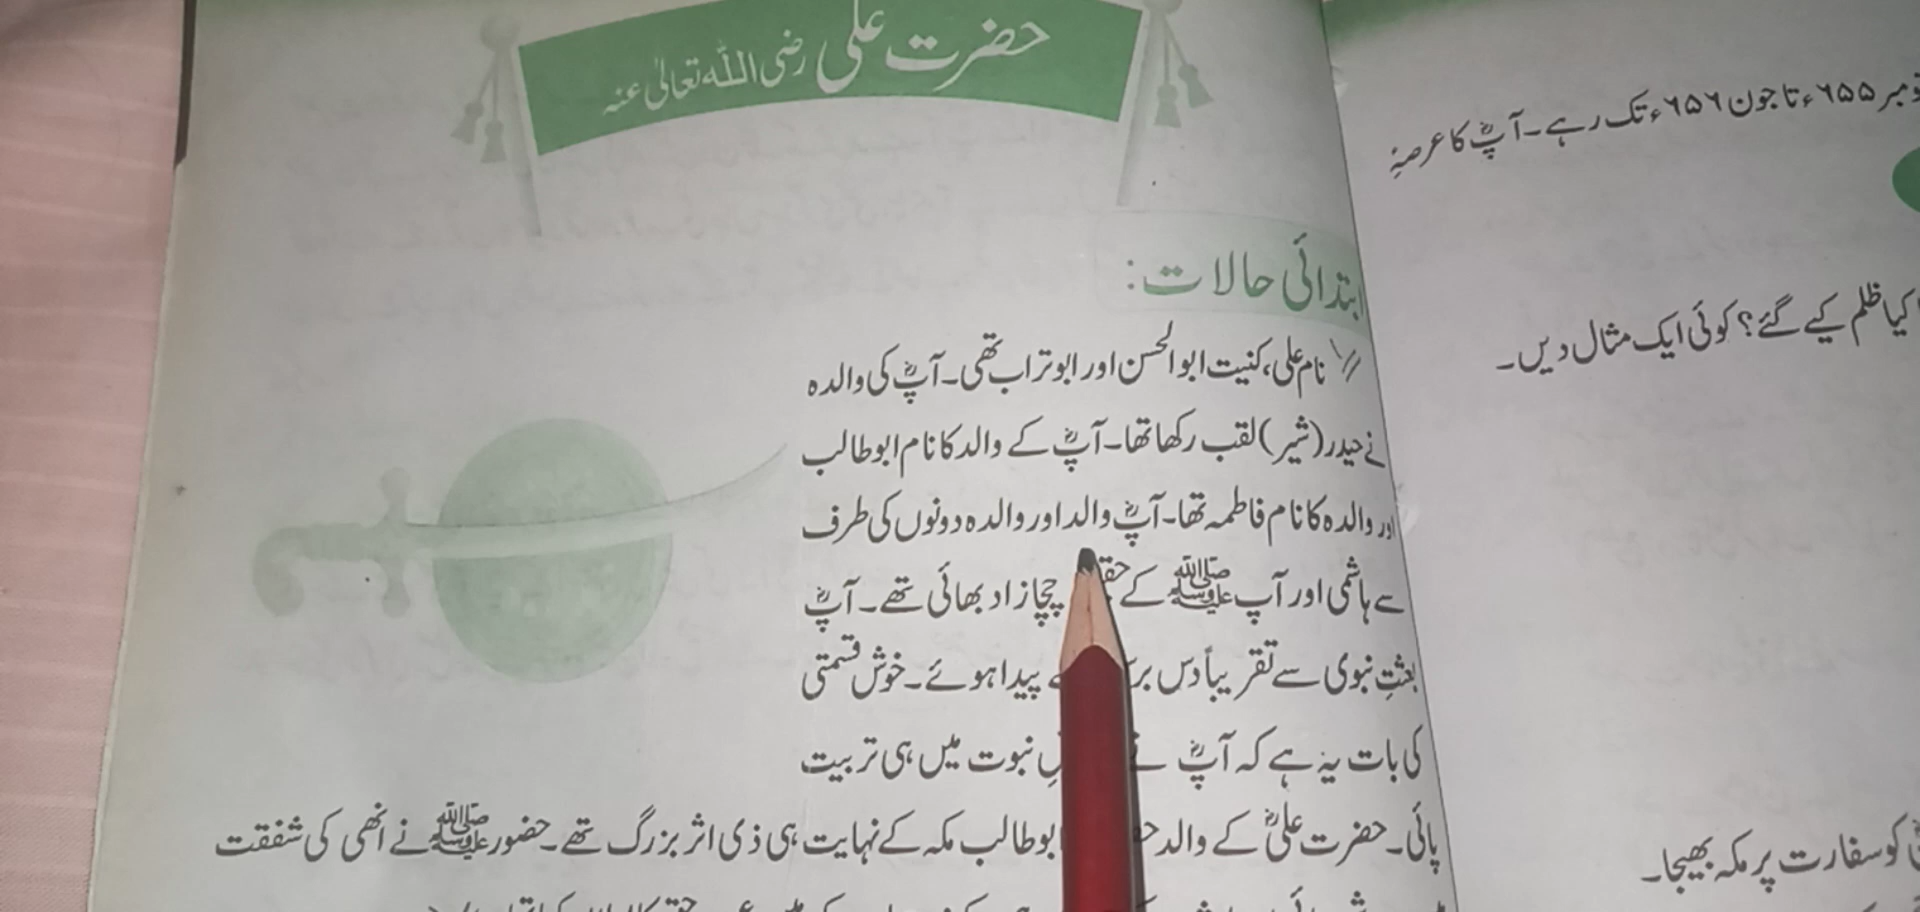 حضرت علی رضی اللہ تعالیٰ عنہ
ابتدائی حالات:
نام علی، کنیت ابوالحسن اور ابوتراب تھی۔ آپؓ کی والدہ
نے حیدر (شیر) لقب رکھا تھا۔ آپؓ کے والد کا نام ابوطالب
اور والدہ کا نام فاطمہ تھا۔ آپؓ والد اور والدہ دونوں کی طرف
سے ہاشمی اور آپ ﷺ کے چچازاد بھائی تھے۔ آپؓ
بعثتِ نبوی سے تقریباً دس پیدا ہوئے۔ خوش قسمتی
کی بات یہ ہے کہ آپؓ نبوت میں ہی تربیت
پائی۔ حضرت علیؓ کے والد ابوطالب مکہ کے نہایت ہی ذی اثر بزرگ تھے۔ حضور ﷺ نے انھی کی شفقت
۶۵۵ء تا جون ۶۵۶ء تک رہے۔ آپؓ کا عرصۂ
کیا ظلم کیے گئے؟ کوئی ایک مثال دیں۔
کو سفارت پر مکہ بھیجا۔